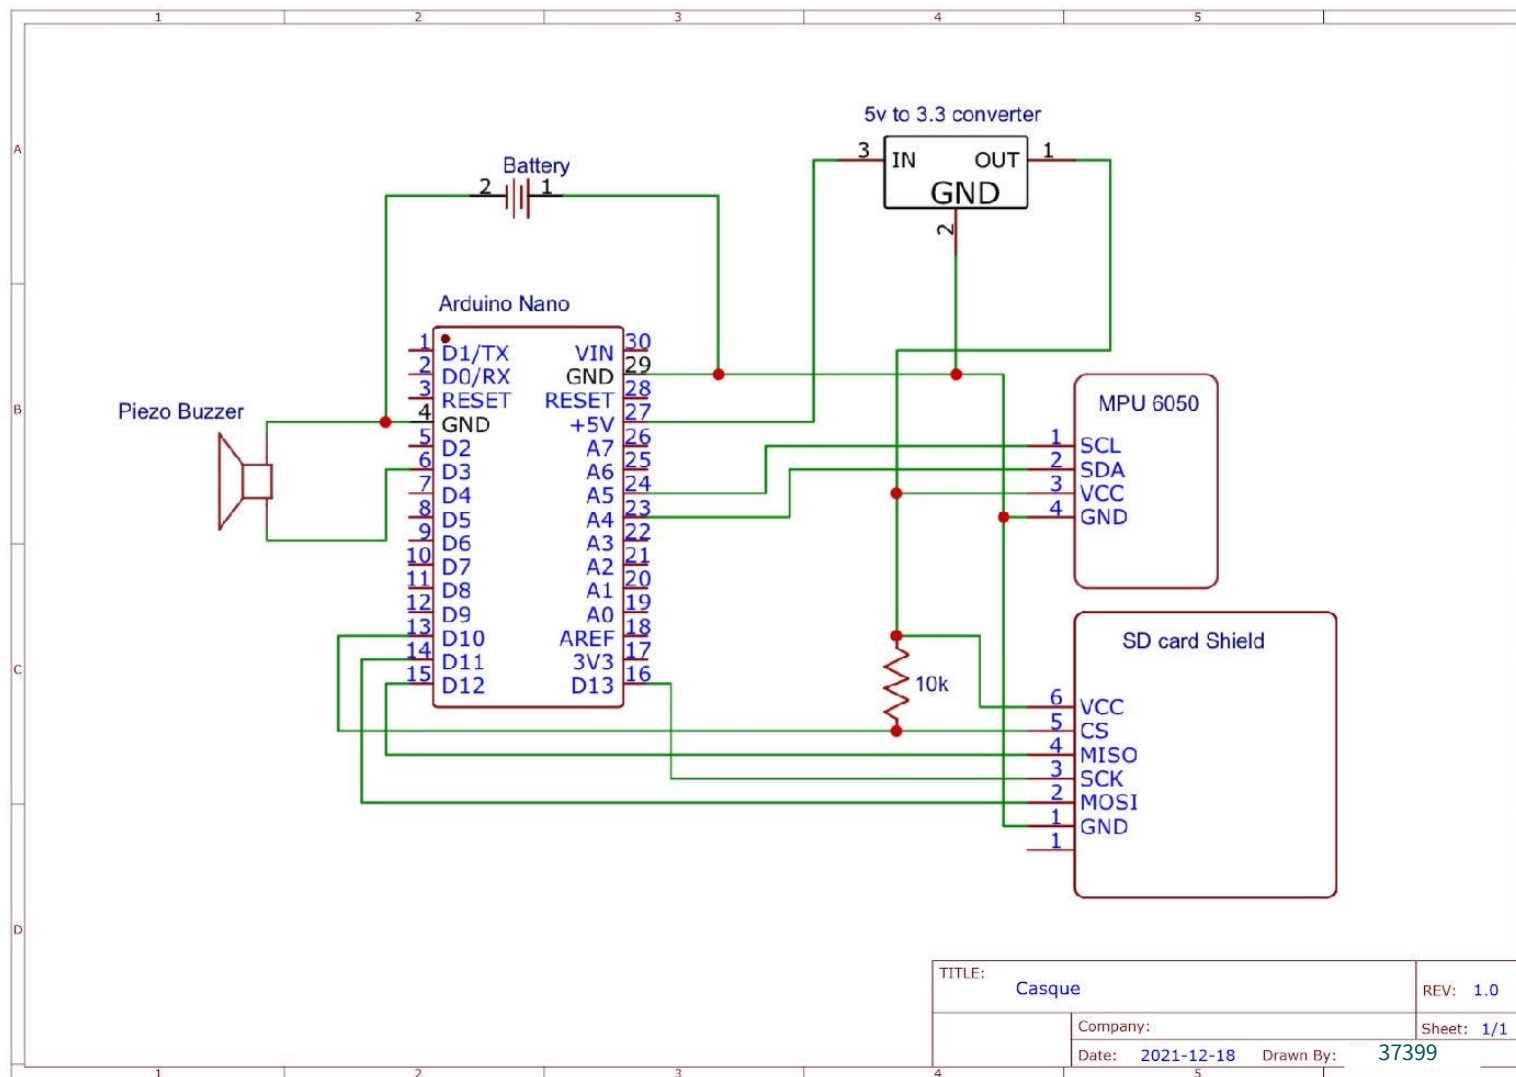 1 2 3 4 5
A
B
C
D
5v to 3.3 converter
3 IN OUT 1
GND
2
Battery
2 1
Arduino Nano
1 D1/TX VIN 30
2 D0/RX GND 29
3 RESET RESET 28
4 GND +5V 27
5 D2 A7 26
6 D3 A6 25
7 D4 A5 24
8 D5 A4 23
9 D6 A3 22
10 D7 A2 21
11 D8 A1 20
12 D9 A0 19
13 D10 AREF 18
14 D11 3V3 17
15 D12 D13 16
Piezo Buzzer
MPU 6050
1 SCL
2 SDA
3 VCC
4 GND
10k
SD card Shield
6 VCC
5 CS
4 MISO
3 SCK
2 MOSI
1 GND
1
TITLE:
Casque
REV: 1.0
Company:
Sheet: 1/1
Date: 2021-12-18 Drawn By: 37399
1 2 3 4 5